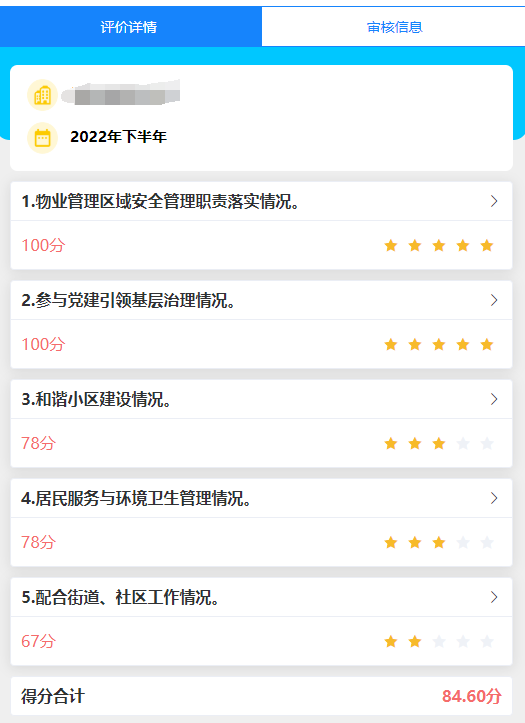 评价详情
审核信息
2022年下半年
1.物业管理区域安全管理职责落实情况。
100分
2.参与党建引领基层治理情况。
100分
3.和谐小区建设情况。
78分
4.居民服务与环境卫生管理情况。
78分
5.配合街道、社区工作情况。
67分
得分合计 84.60分